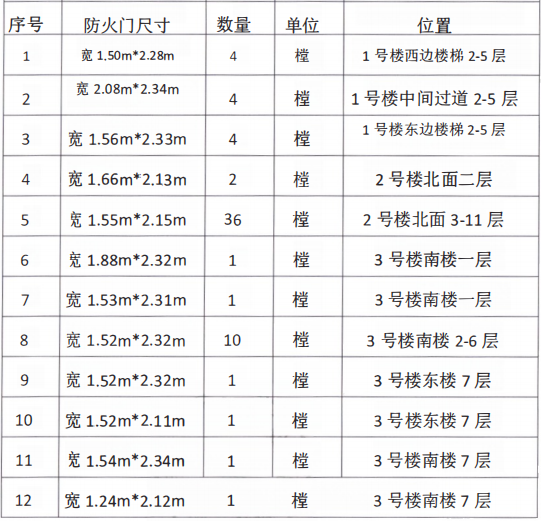 序号 防火门尺寸 数量 单位 位置
1 宽 1.50m*2.28m 4 樘 1 号楼西边楼梯 2-5 层
2 宽 2.08m*2.34m 4 樘 1 号楼中间过道 2-5 层
3 宽 1.56m*2.33m 4 樘 1 号楼东边楼梯 2-5 层
4 宽 1.66m*2.13m 2 樘 2 号楼北面二层
5 宽 1.55m*2.15m 36 樘 2 号楼北面 3-11 层
6 宽 1.88m*2.32m 1 樘 3 号楼南楼一层
7 宽 1.53m*2.31m 1 樘 3 号楼南楼一层
8 宽 1.52m*2.32m 10 樘 3 号楼南楼 2-6 层
9 宽 1.52m*2.32m 1 樘 3 号楼东楼 7 层
10 宽 1.52m*2.11m 1 樘 3 号楼东楼 7 层
11 宽 1.54m*2.34m 1 樘 3 号楼南楼 7 层
12 宽 1.24m*2.12m 1 樘 3 号楼南楼 7 层